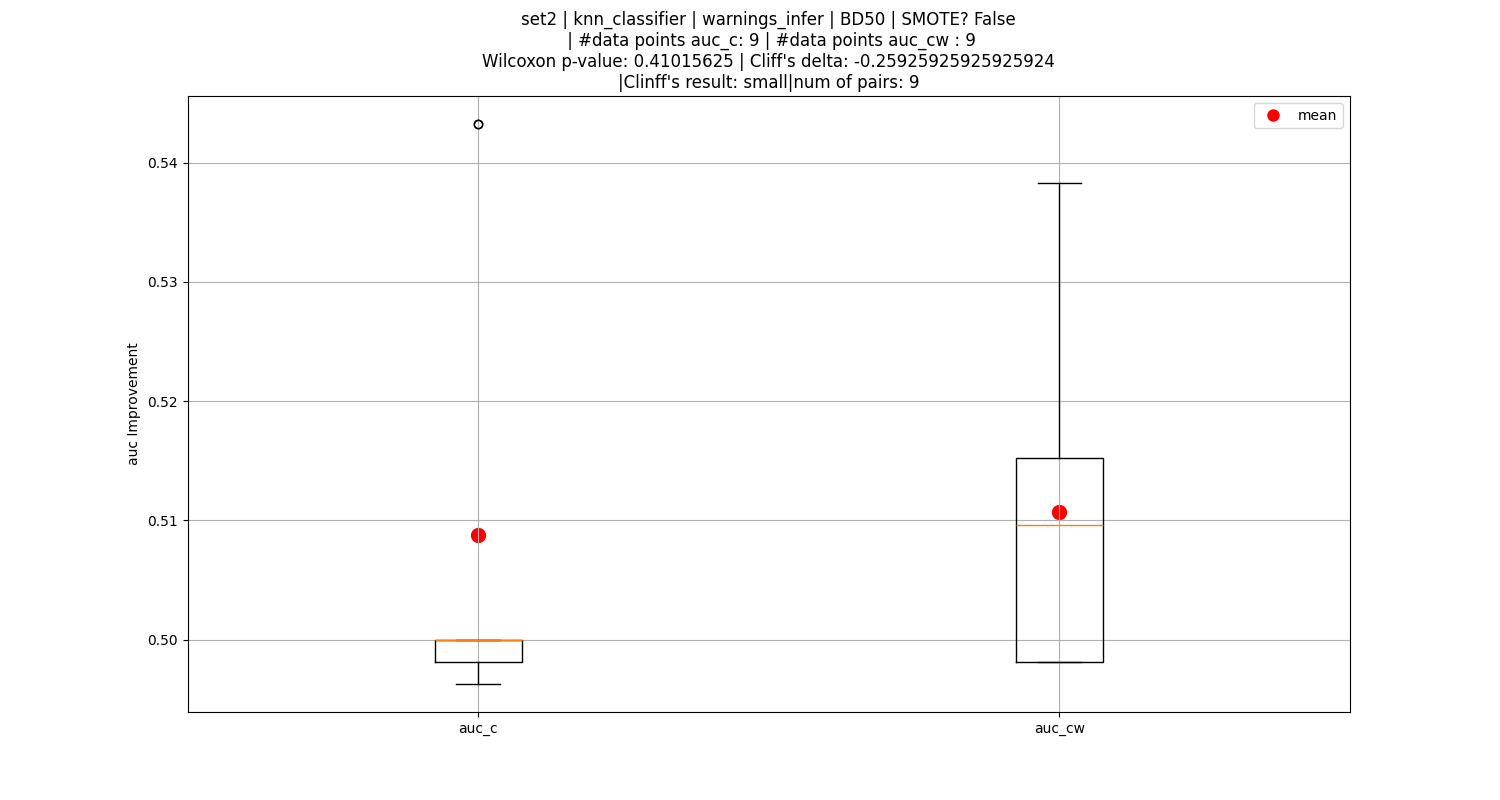 set2 | knn_classifier | warnings_infer | BD50 | SMOTE? False
| #data points auc_c: 9 | #data points auc_cw : 9
Wilcoxon p-value: 0.41015625 | Cliff's delta: -0.25925925925925924
|Clinff's result: small|num of pairs: 9
mean
0.54
0.53
0.52
0.51
0.50
auc Improvement
auc_c
auc_cw